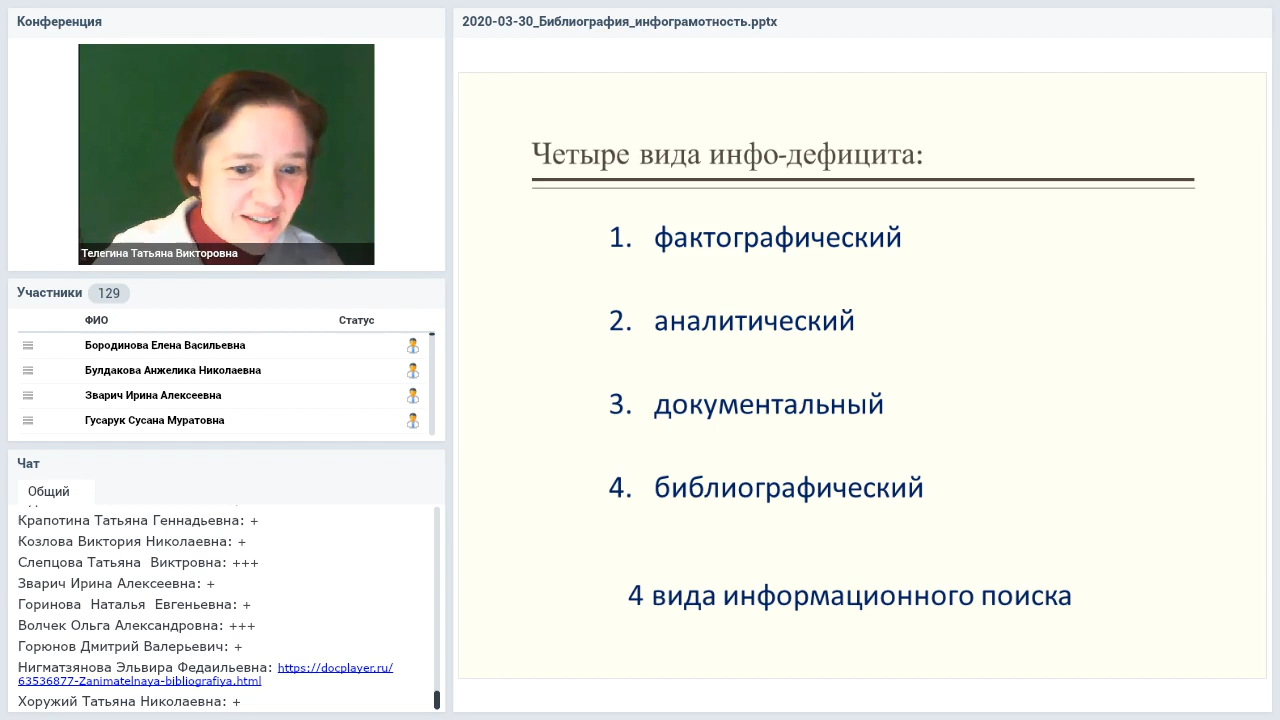 Конференция
Телегина Татьяна Викторовна
Участники 129
ФИО Статус
Бородинова Елена Васильевна
Булдакова Анжелика Николаевна
Зварич Ирина Алексеевна
Гусарук Сусана Муратовна
Чат
Общий
Крапотина Татьяна Геннадьевна: +
Козлова Виктория Николаевна: +
Слепцова Татьяна Виктровна: +++
Зварич Ирина Алексеевна: +
Горинова Наталья Евгеньевна: +
Волчек Ольга Александровна: +++
Горюнов Дмитрий Валерьевич: +
Нигматзянова Эльвира Федаильевна: https://docplayer.ru/
63536877-Zanimatelnaya-bibliografiya.html
Хоружий Татьяна Николаевна: +
2020-03-30_Библиография_инфограмотность.pptx
Четыре вида инфо-дефицита:
1. фактографический
2. аналитический
3. документальный
4. библиографический
4 вида информационного поиска